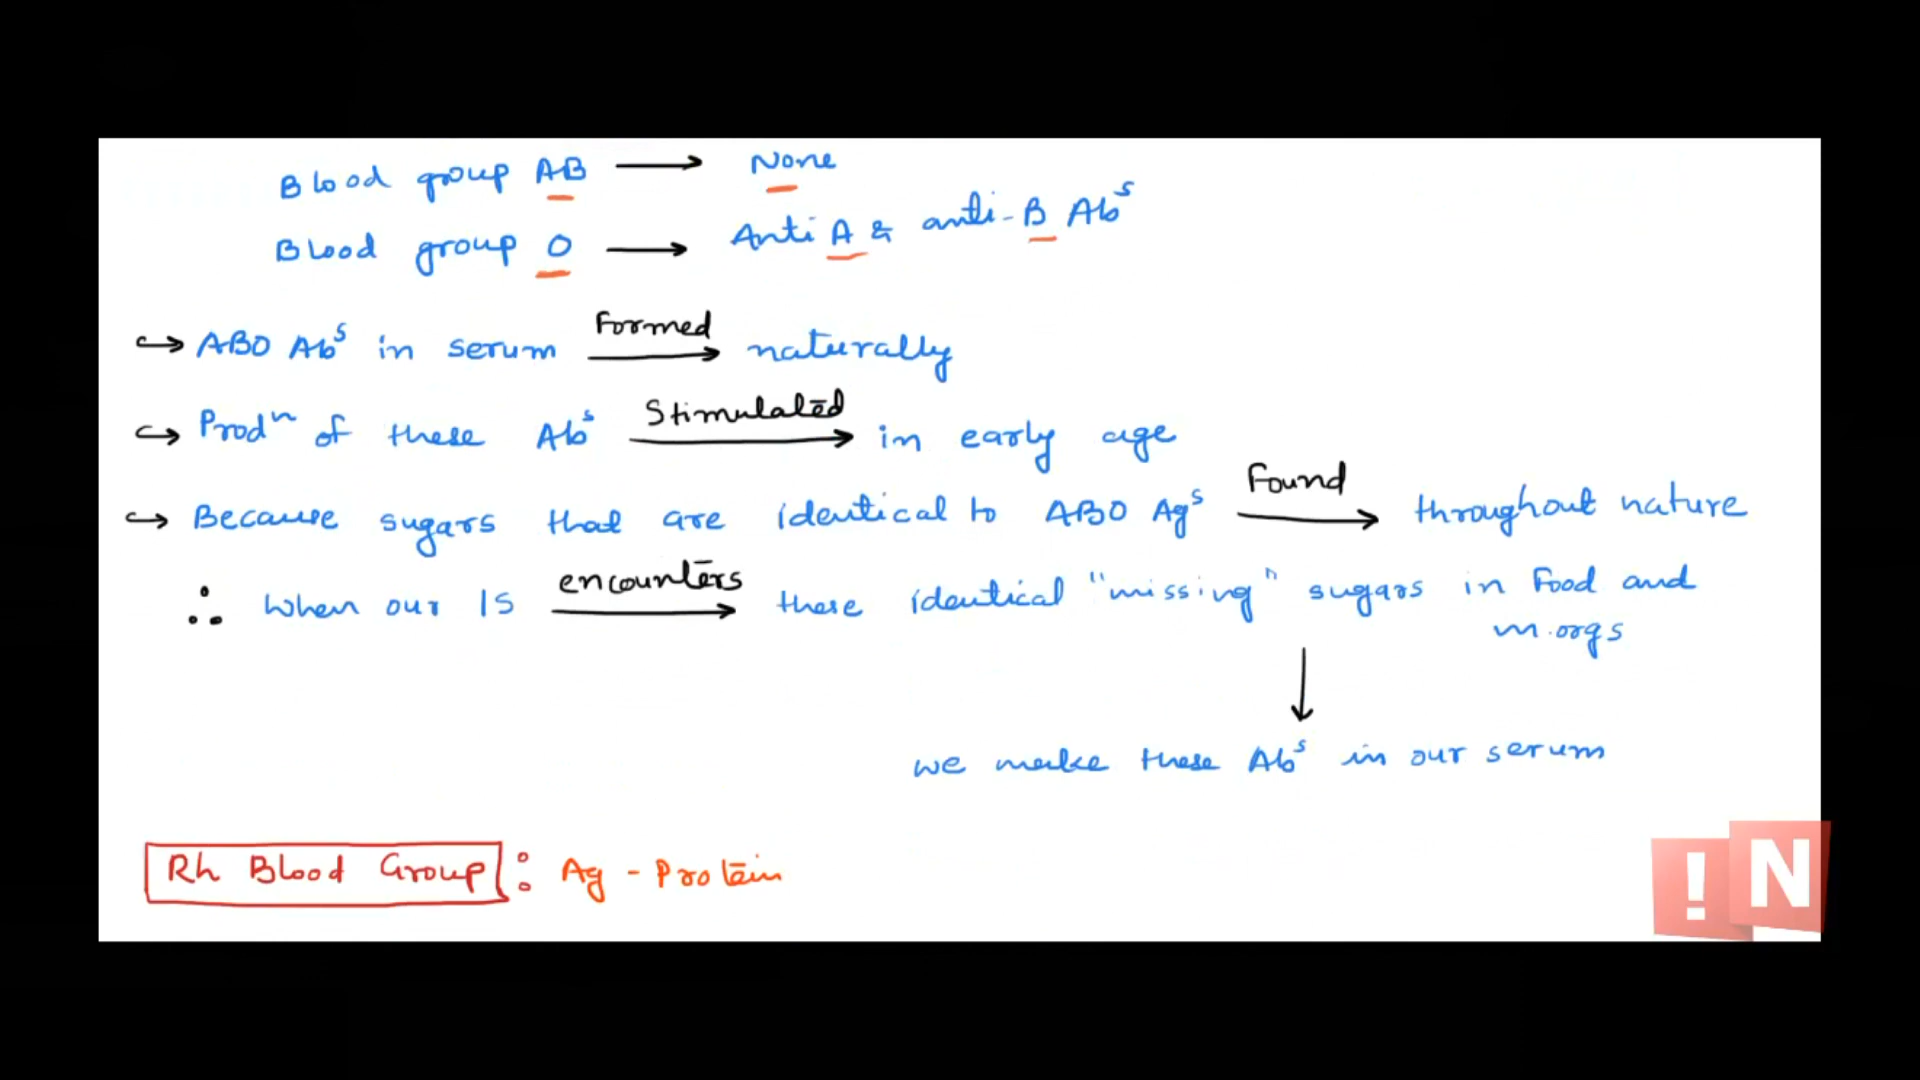 Blood group AB → None
Blood group O → Anti A & anti-B Abˢ
↪ ABO Abˢ in serum Formed → naturally
↪ Prodⁿ of these Abˢ Stimulated → in early age
↪ Because sugars that are identical to ABO Agˢ Found → throughout nature
∴ When our IS encounters → these identical "missing" sugars in Food and
m.orgs
↓
we make these Abˢ in our serum
Rh Blood Group : Ag - Protein
!N